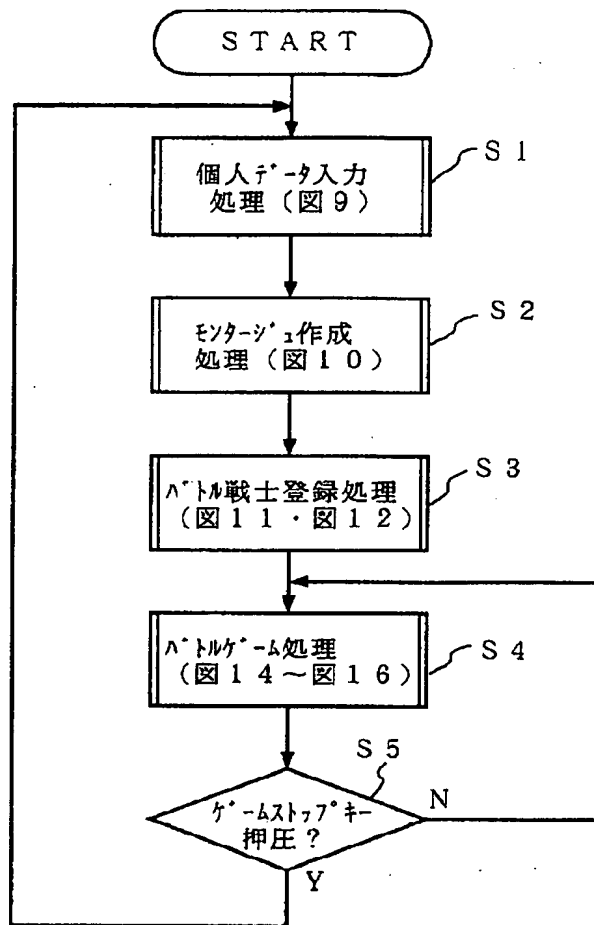 ＳＴＡＲＴ
個人ﾃﾞｰﾀ入力
処理（図９）
Ｓ１
ﾓﾝﾀｰｼﾞｭ作成
処理（図１０）
Ｓ２
ﾊﾞﾄﾙ戦士登録処理
（図１１・図１２）
Ｓ３
ﾊﾞﾄﾙｹﾞｰﾑ処理
（図１４～図１６）
Ｓ４
Ｓ５
ｹﾞｰﾑｽﾄｯﾌﾟｷｰ
押圧？
Ｎ
Ｙ